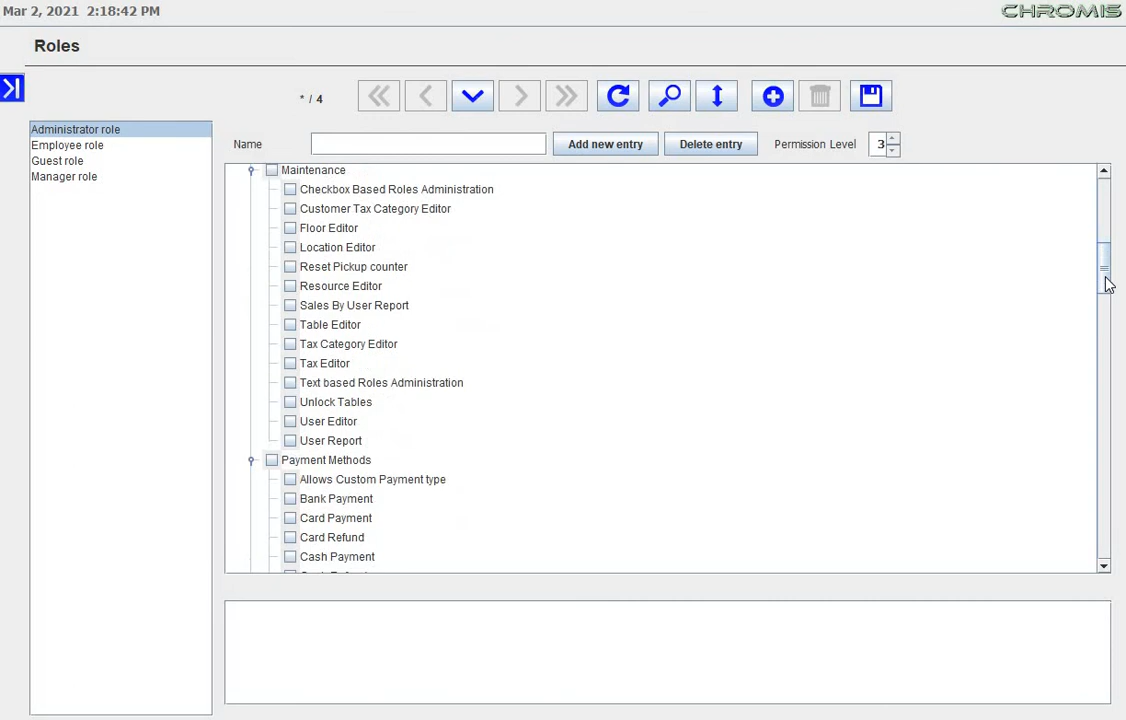 Mar 2, 2021 2:18:42 PM
CHROMIS
Roles
* / 4
Administrator role
Employee role
Guest role
Manager role
Name
Add new entry
Delete entry
Permission Level
3
Maintenance
Checkbox Based Roles Administration
Customer Tax Category Editor
Floor Editor
Location Editor
Reset Pickup counter
Resource Editor
Sales By User Report
Table Editor
Tax Category Editor
Tax Editor
Text based Roles Administration
Unlock Tables
User Editor
User Report
Payment Methods
Allows Custom Payment type
Bank Payment
Card Payment
Card Refund
Cash Payment